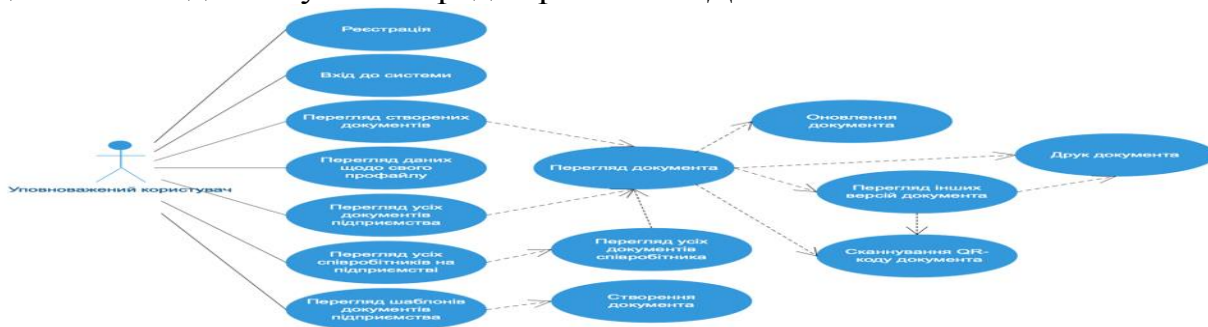 Реєстрація
Вхід до системи
Перегляд створених
документів
Перегляд даних
щодо свого
профайлу
Уповноважений користувач
Перегляд усіх
документів
підприємства
Перегляд усіх
співробітників на
підприємстві
Перегляд шаблонів
документів
підприємства
Перегляд документа
Перегляд усіх
документів
співробітника
Створення
документа
Оновлення
документа
Друк документа
Перегляд інших
версій документа
Сканнування QR-
коду документа